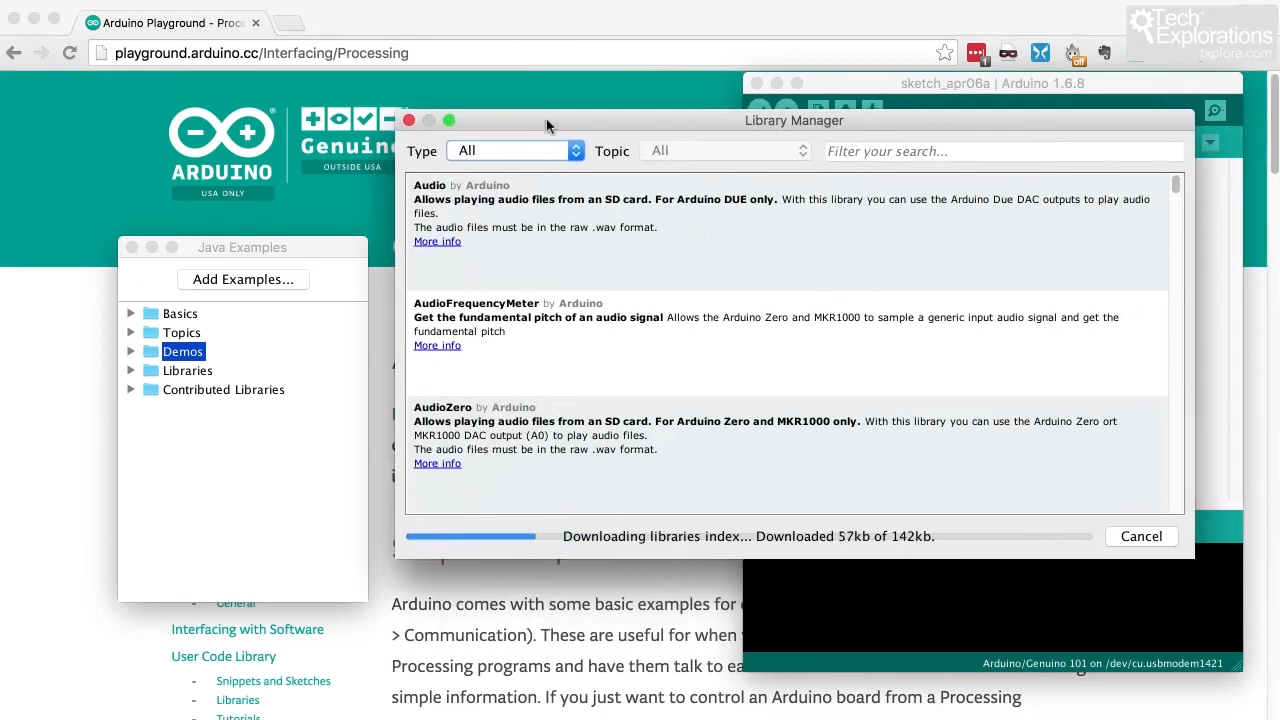 Arduino Playground - Proc
playground.arduino.cc/Interfacing/Processing
1
off
Tech
Explorations
txplore.com
sketch_apr06a | Arduino 1.6.8
ARDUINO
USA ONLY
Genuin
OUTSIDE USA
Library Manager
Type All Topic All Filter your search...
Audio by Arduino
Allows playing audio files from an SD card. For Arduino DUE only. With this library you can use the Arduino Due DAC outputs to play audio
files.
The audio files must be in the raw .wav format.
More info
AudioFrequencyMeter by Arduino
Get the fundamental pitch of an audio signal Allows the Arduino Zero and MKR1000 to sample a generic input audio signal and get the
fundamental pitch
More info
AudioZero by Arduino
Allows playing audio files from an SD card. For Arduino Zero and MKR1000 only. With this library you can use the Arduino Zero ort
MKR1000 DAC output (A0) to play audio files.
The audio files must be in the raw .wav format.
More info
Downloading libraries index... Downloaded 57kb of 142kb.
Cancel
Java Examples
Add Examples...
Basics
Topics
Demos
Libraries
Contributed Libraries
General
Interfacing with Software
User Code Library
- Snippets and Sketches
- Libraries
- Tutorials
Arduino comes with some basic examples for
> Communication). These are useful for when
Processing programs and have them talk to ea
simple information. If you just want to control an Arduino board from a Processing
Arduino/Genuino 101 on /dev/cu.usbmodem1421